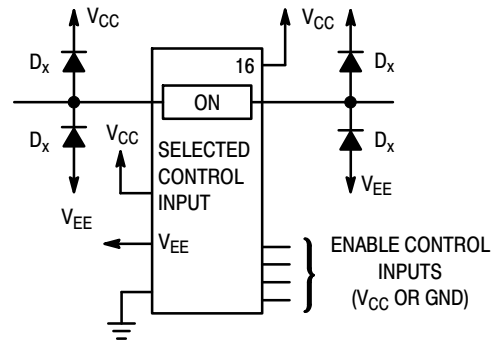 VCC
VCC
16
Dx
Dx
ON
VCC
Dx
Dx
SELECTED
CONTROL
INPUT
VEE
VEE
VEE
ENABLE CONTROL
INPUTS
(VCC OR GND)